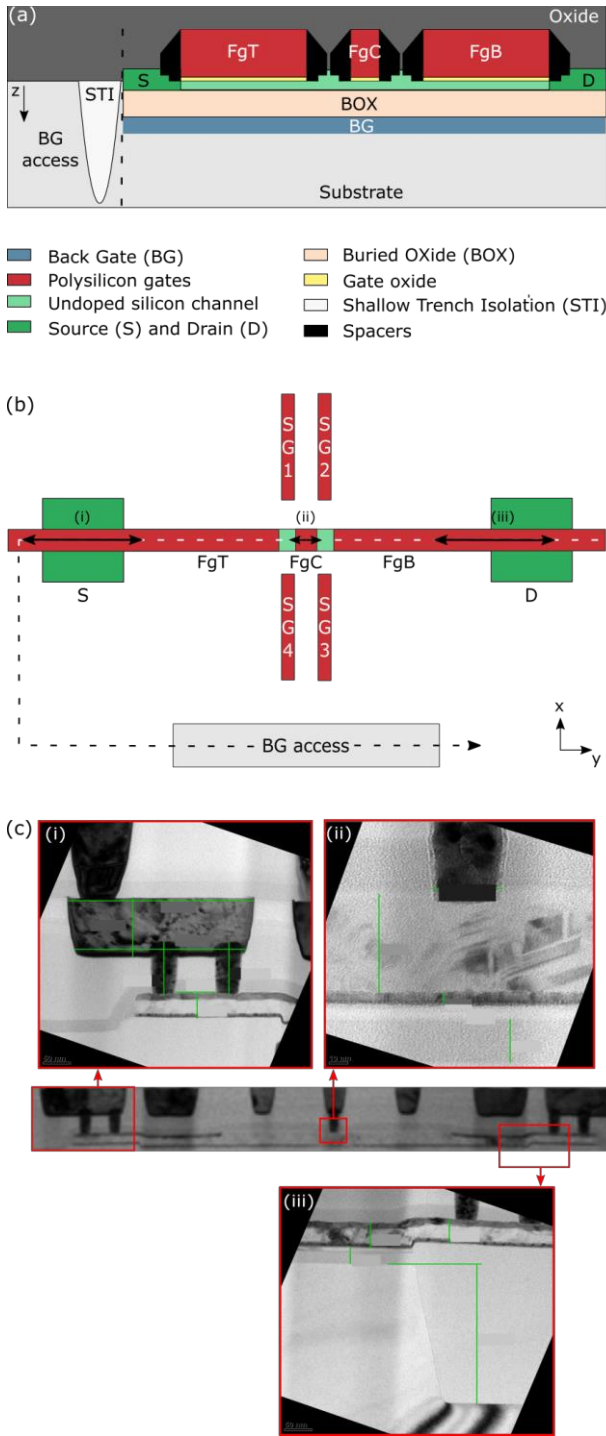 (a)
Oxide
FgT
FgC
FgB
S
D
z
STI
BOX
BG
BG
access
Substrate
Back Gate (BG)
Polysilicon gates
Undoped silicon channel
Source (S) and Drain (D)
Buried OXide (BOX)
Gate oxide
Shallow Trench Isolation (STI)
Spacers
(b)
SG1
SG2
(i)
(ii)
(iii)
FgT
FgC
FgB
S
D
SG4
SG3
BG access
x
y
(c)
(i)
(ii)
(iii)